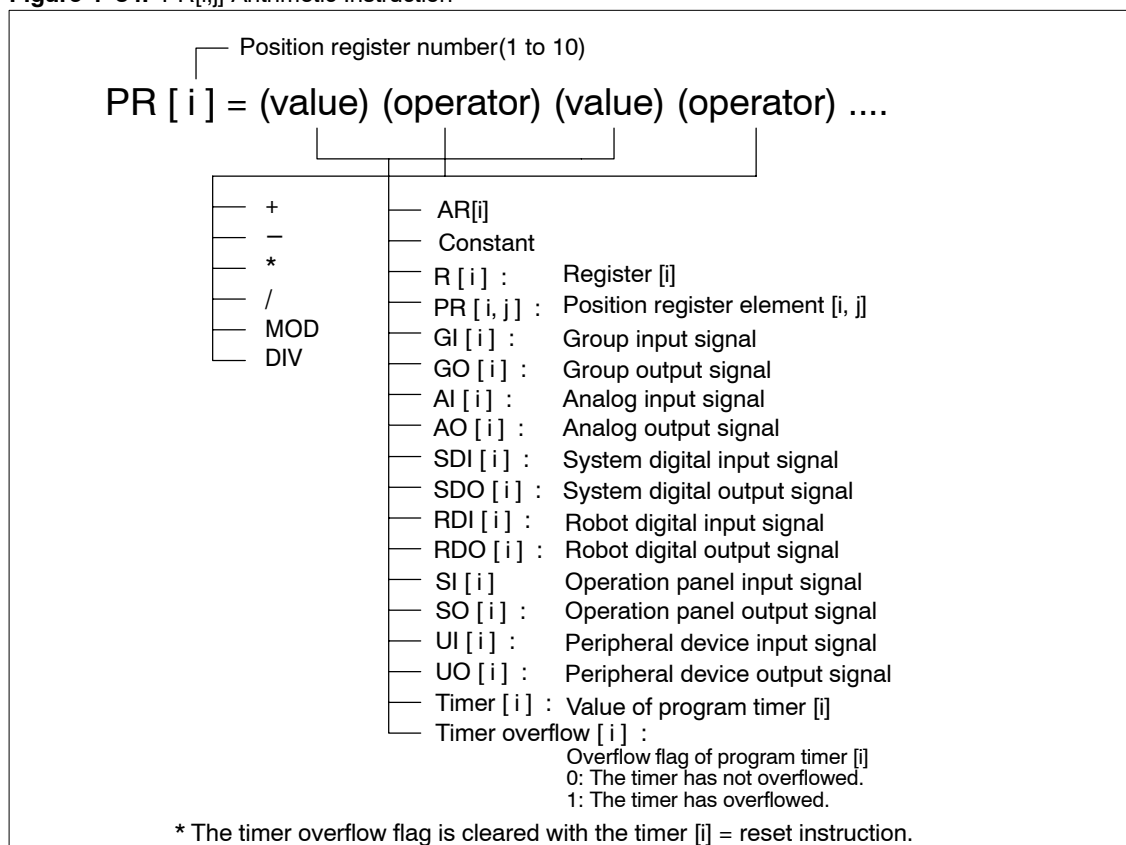 Figure 4-84. PR[i,j] Arithmetic Instruction
Position register number(1 to 10)
PR [ i ] = (value) (operator) (value) (operator) ....
+
–
*
/
MOD
DIV
AR[i]
Constant
R [ i ] : Register [i]
PR [ i, j ] : Position register element [i, j]
GI [ i ] : Group input signal
GO [ i ] : Group output signal
AI [ i ] : Analog input signal
AO [ i ] : Analog output signal
SDI [ i ] : System digital input signal
SDO [ i ] : System digital output signal
RDI [ i ] : Robot digital input signal
RDO [ i ] : Robot digital output signal
SI [ i ] Operation panel input signal
SO [ i ] : Operation panel output signal
UI [ i ] : Peripheral device input signal
UO [ i ] : Peripheral device output signal
Timer [ i ] : Value of program timer [i]
Timer overflow [ i ] :
Overflow flag of program timer [i]
0: The timer has not overflowed.
1: The timer has overflowed.
* The timer overflow flag is cleared with the timer [i] = reset instruction.